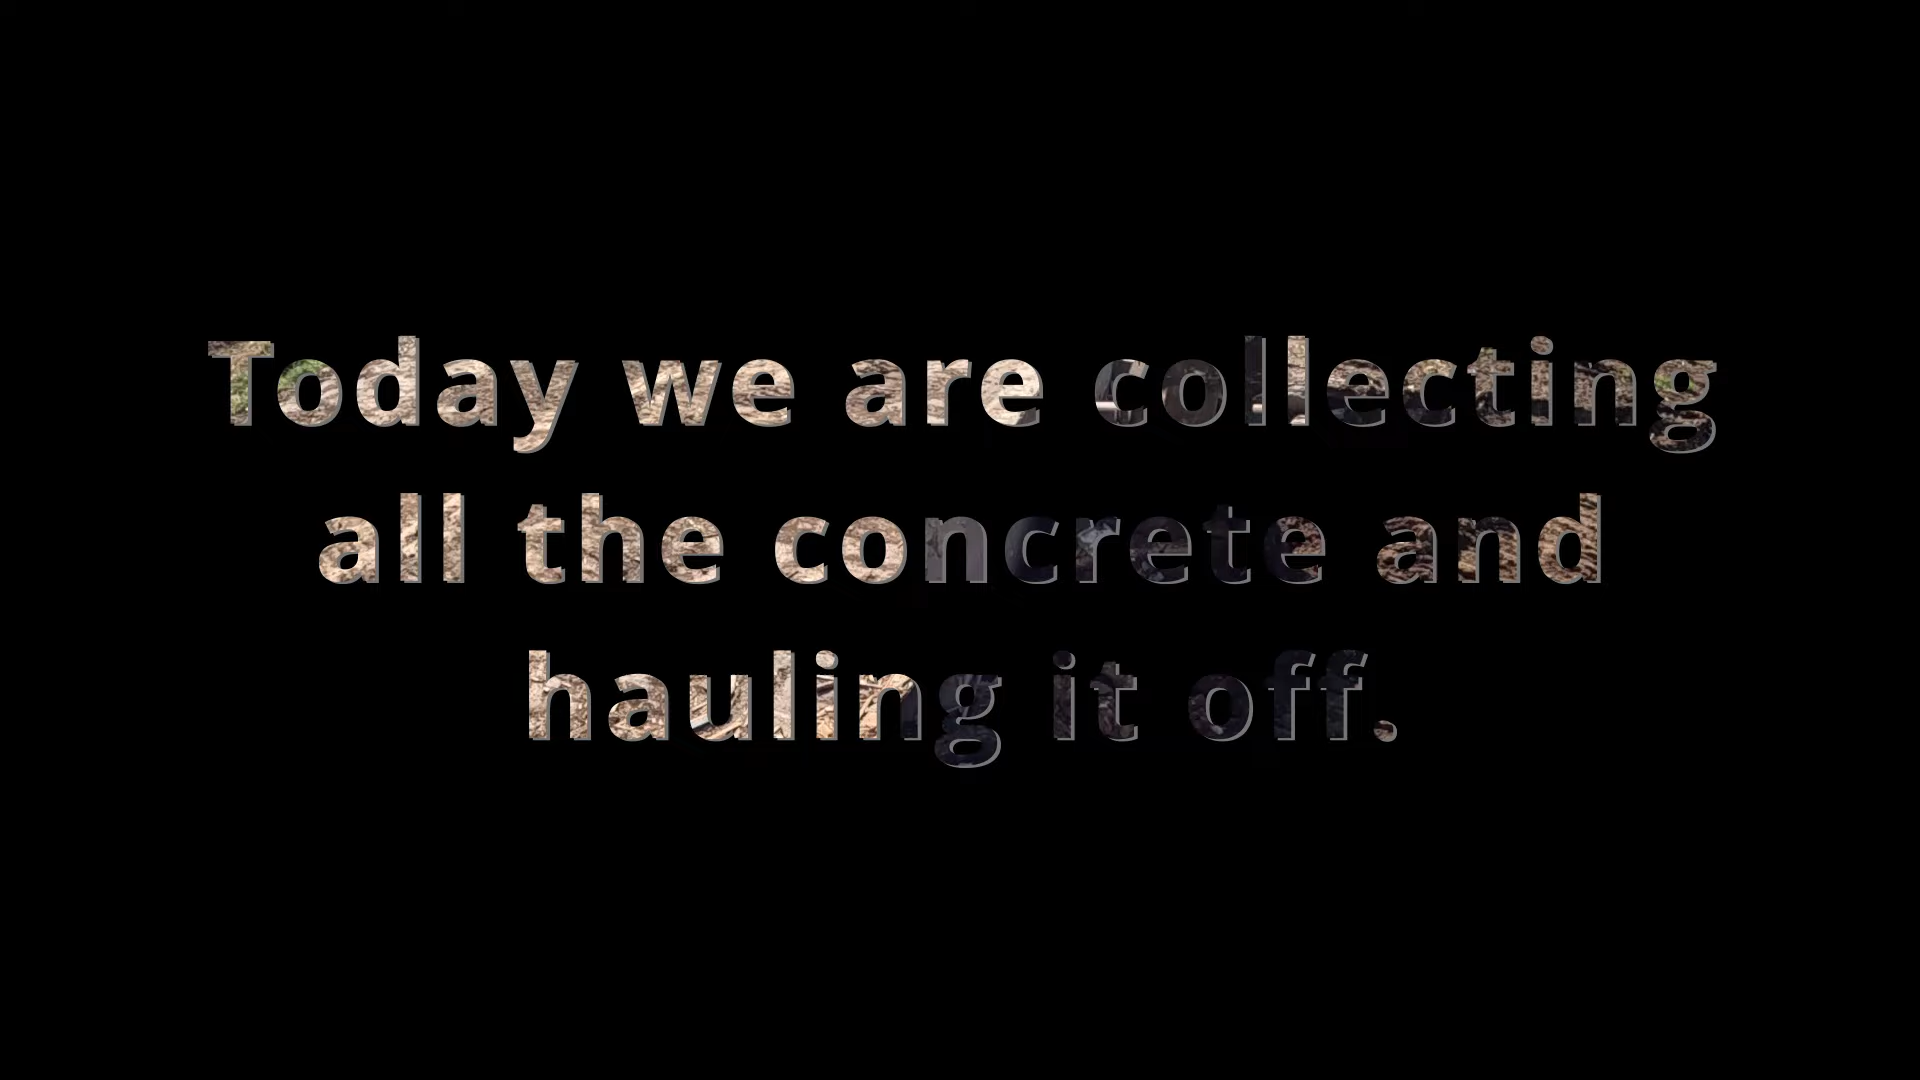 Today we are collecting
all the concrete and
hauling it off.